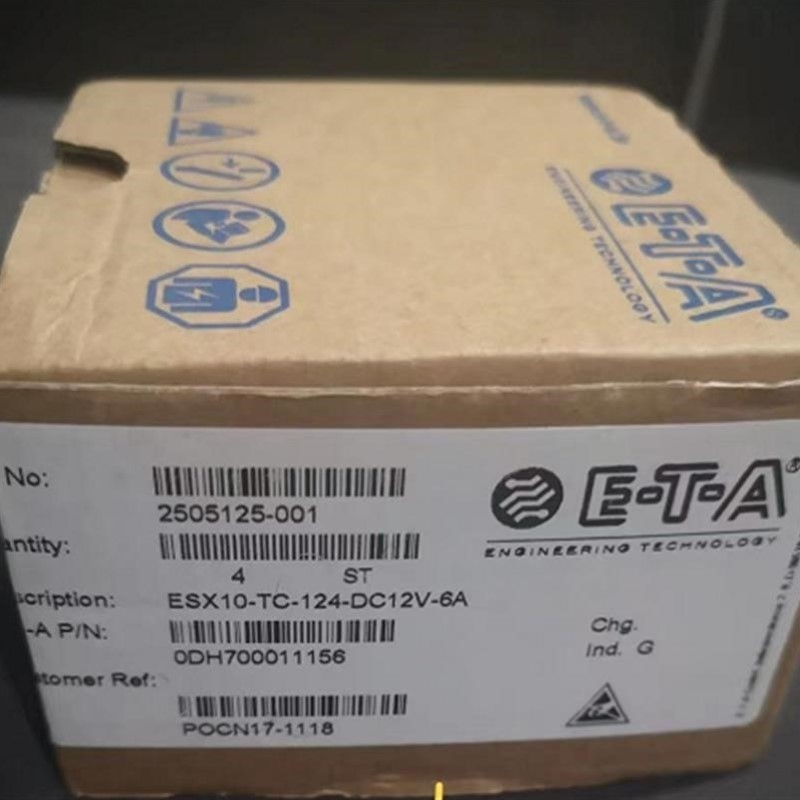 E-T-A®
ENGINEERING TECHNOLOGY
No:
2505125-001
antity:
4 ST
scription: ESX10-TC-124-DC12V-6A
-A P/N:
0DH700011156
tomer Ref:
POCN17-1118
E-T-A®
ENGINEERING TECHNOLOGY
Chg.
Ind. G